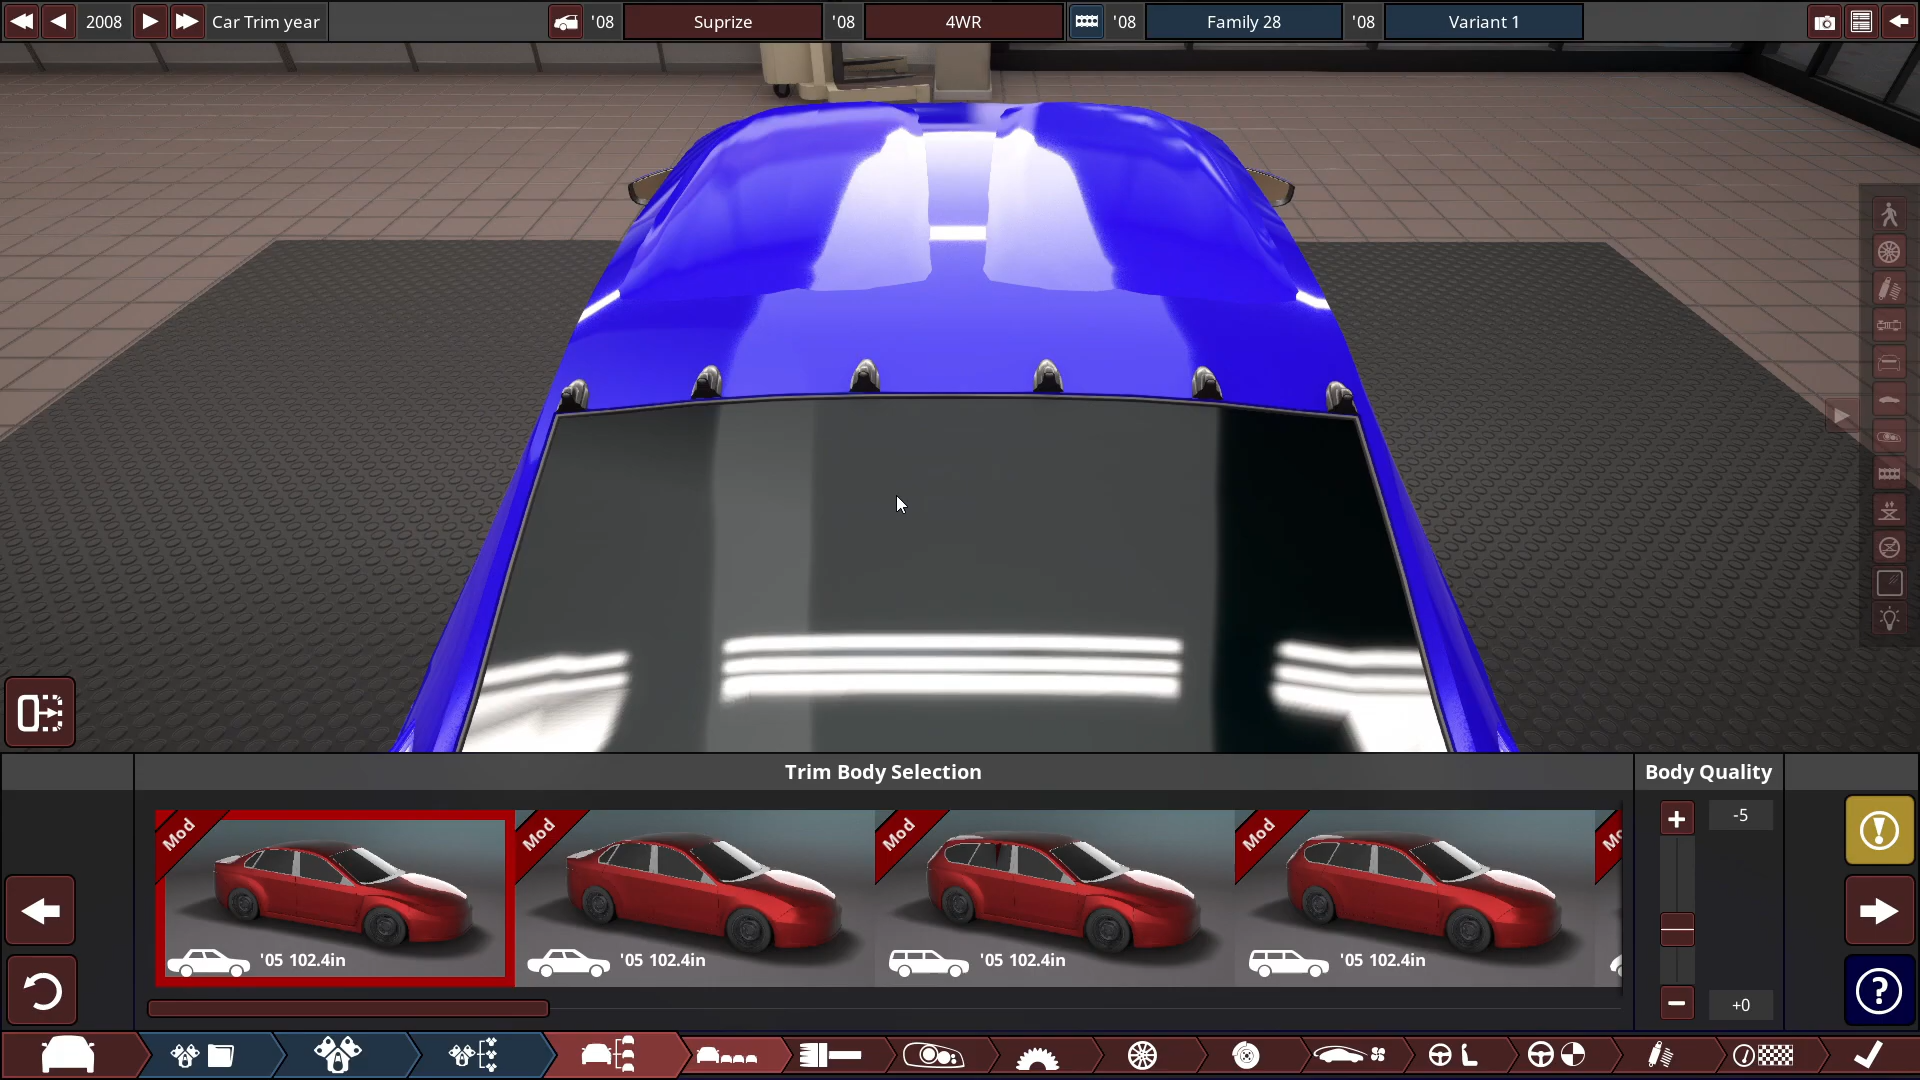 2008 Car Trim year '08 Suprize '08 4WR '08 Family 28 '08 Variant 1
Trim Body Selection Body Quality
Mod Mod Mod Mod
-5
'05 102.4in '05 102.4in '05 102.4in '05 102.4in
+0